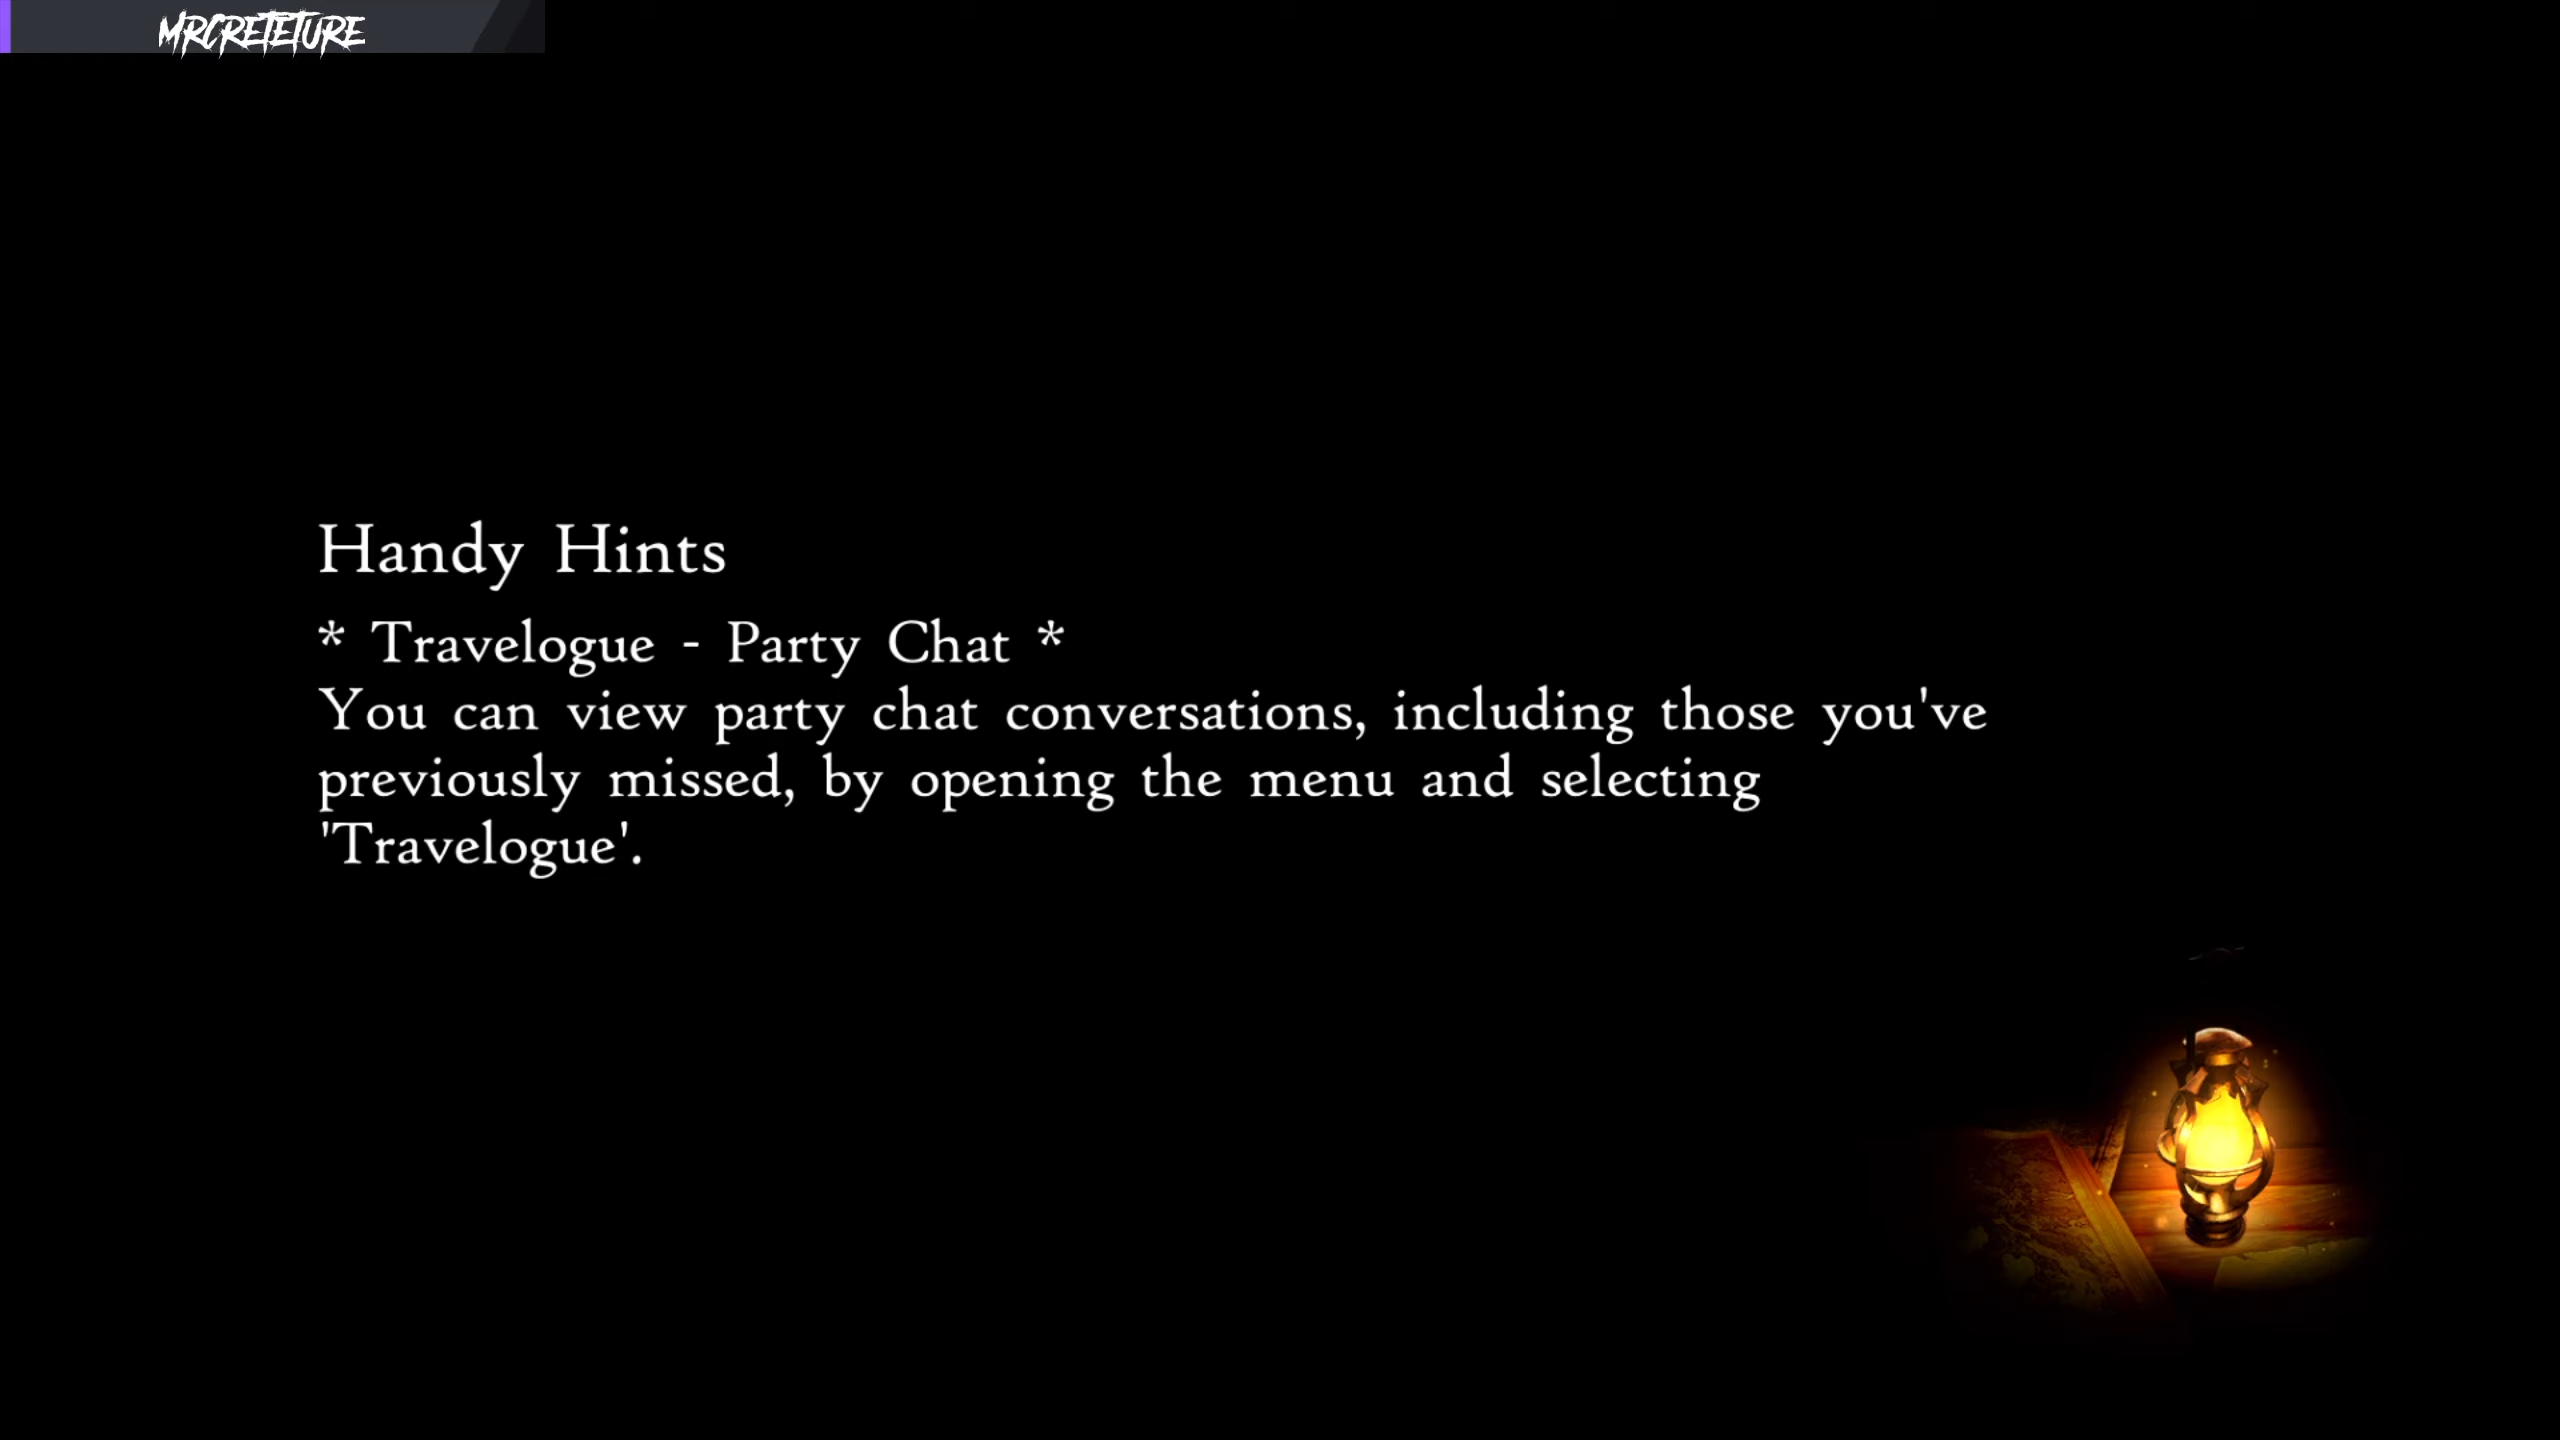 MRCRETETURE
Handy Hints
* Travelogue - Party Chat *
You can view party chat conversations, including those you've
previously missed, by opening the menu and selecting
'Travelogue'.